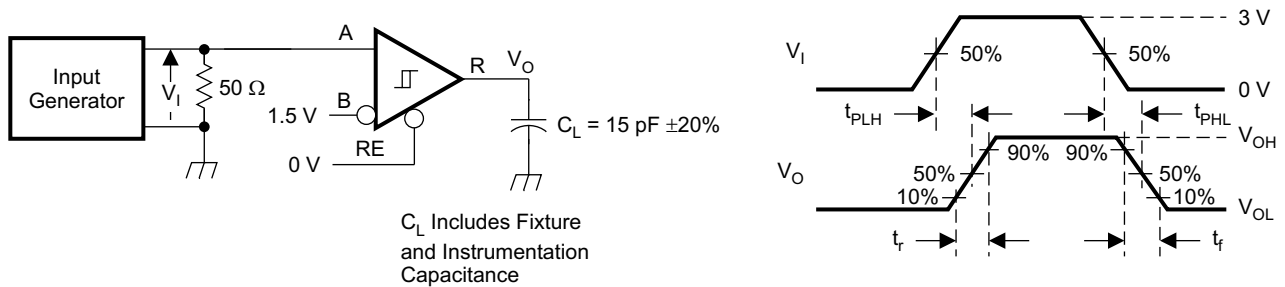 Input
Generator
V_I
50 Ω
A
B
1.5 V
RE
0 V
R
V_O
C_L = 15 pF ±20%
C_L Includes Fixture
and Instrumentation
Capacitance
3 V
V_I
50%
50%
0 V
t_PLH
t_PHL
V_OH
90%
90%
V_O
50%
50%
10%
10%
V_OL
t_r
t_f